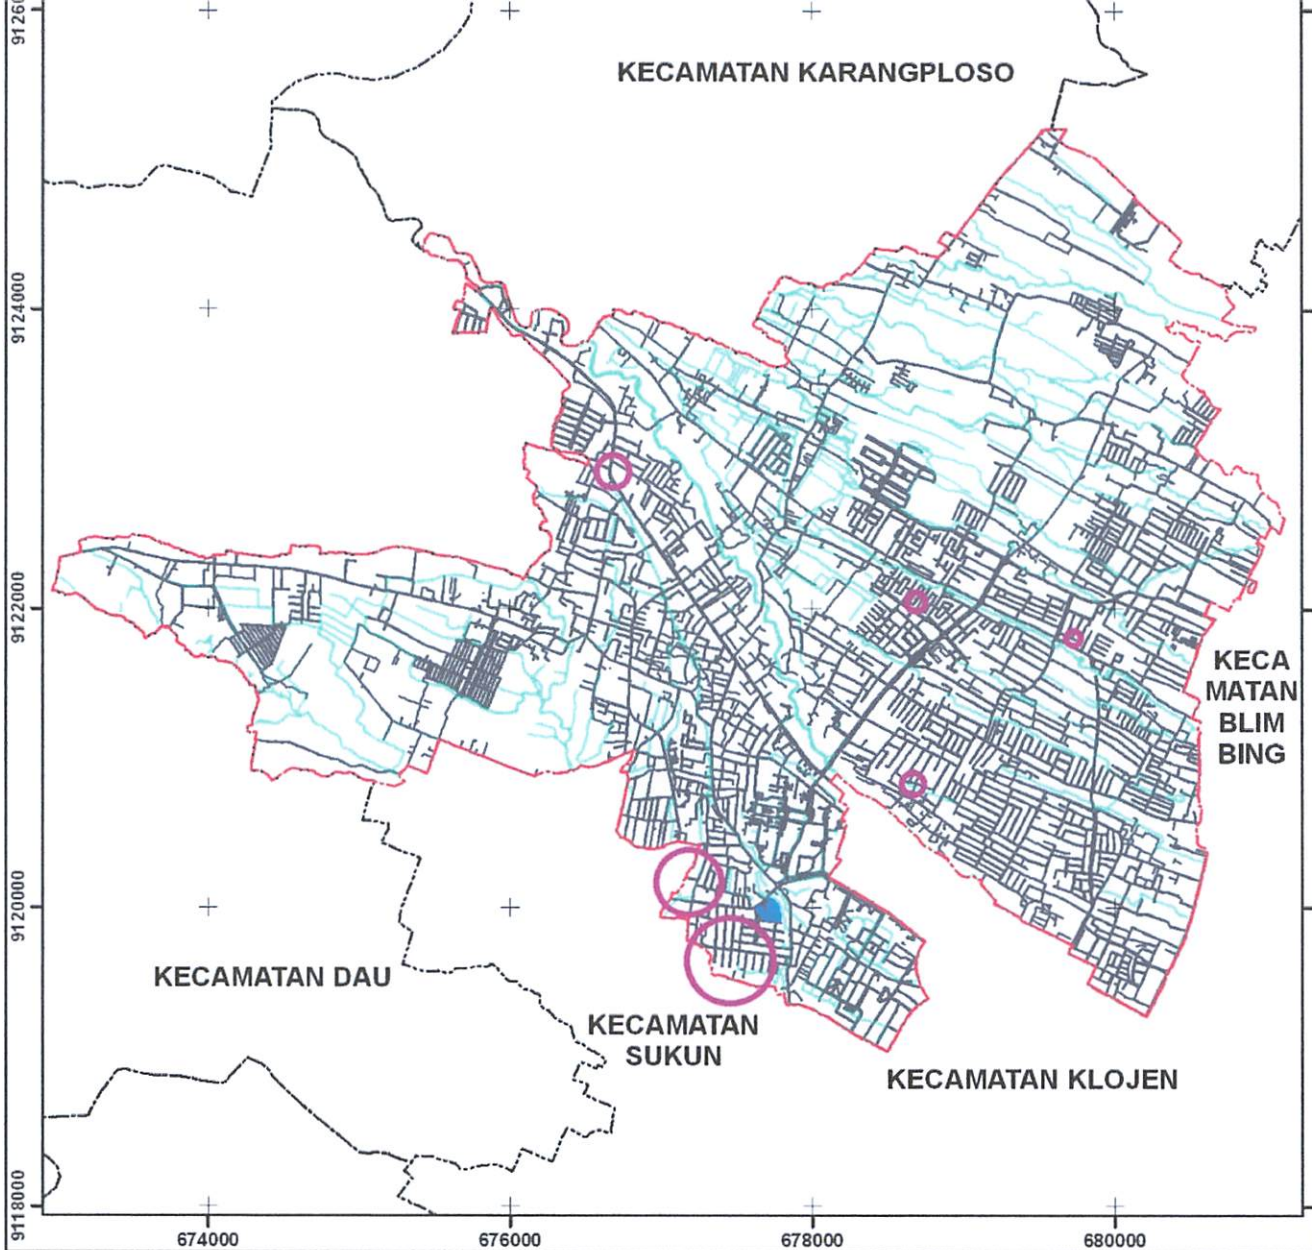 91260
KECAMATAN KARANGPLOSO
9124000
9122000
KECA
MATAN
BLIM
BING
9120000
KECAMATAN DAU
KECAMATAN
SUKUN
KECAMATAN KLOJEN
9118000
674000
676000
678000
680000